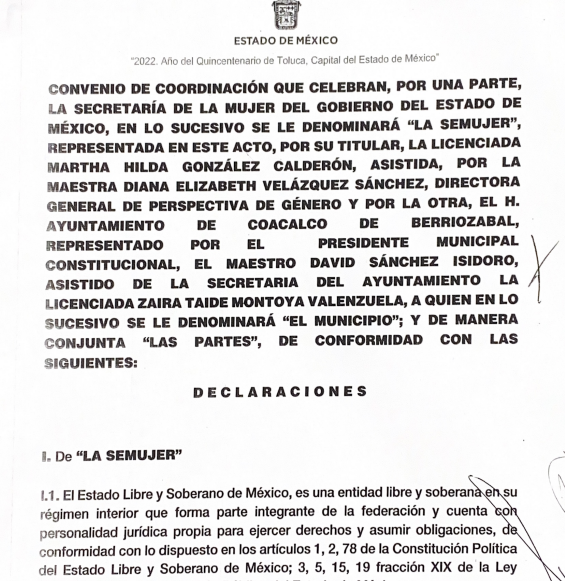 ESTADO DE MÉXICO
"2022. Año del Quincentenario de Toluca, Capital del Estado de México"
CONVENIO DE COORDINACIÓN QUE CELEBRAN, POR UNA PARTE,
LA SECRETARÍA DE LA MUJER DEL GOBIERNO DEL ESTADO DE
MÉXICO, EN LO SUCESIVO SE LE DENOMINARÁ "LA SEMUJER",
REPRESENTADA EN ESTE ACTO, POR SU TITULAR, LA LICENCIADA
MARTHA HILDA GONZÁLEZ CALDERÓN, ASISTIDA, POR LA
MAESTRA DIANA ELIZABETH VELÁZQUEZ SÁNCHEZ, DIRECTORA
GENERAL DE PERSPECTIVA DE GÉNERO Y POR LA OTRA, EL H.
AYUNTAMIENTO DE COACALCO DE BERRIOZABAL,
REPRESENTADO POR EL PRESIDENTE MUNICIPAL
CONSTITUCIONAL, EL MAESTRO DAVID SÁNCHEZ ISIDORO,
ASISTIDO DE LA SECRETARIA DEL AYUNTAMIENTO LA
LICENCIADA ZAIRA TAIDE MONTOYA VALENZUELA, A QUIEN EN LO
SUCESIVO SE LE DENOMINARÁ "EL MUNICIPIO"; Y DE MANERA
CONJUNTA "LAS PARTES", DE CONFORMIDAD CON LAS
SIGUIENTES:
DECLARACIONES
I. De "LA SEMUJER"
I.1. El Estado Libre y Soberano de México, es una entidad libre y soberana en su
régimen interior que forma parte integrante de la federación y cuenta con
personalidad jurídica propia para ejercer derechos y asumir obligaciones, de
conformidad con lo dispuesto en los artículos 1, 2, 78 de la Constitución Política
del Estado Libre y Soberano de México; 3, 5, 15, 19 fracción XIX de la Ley